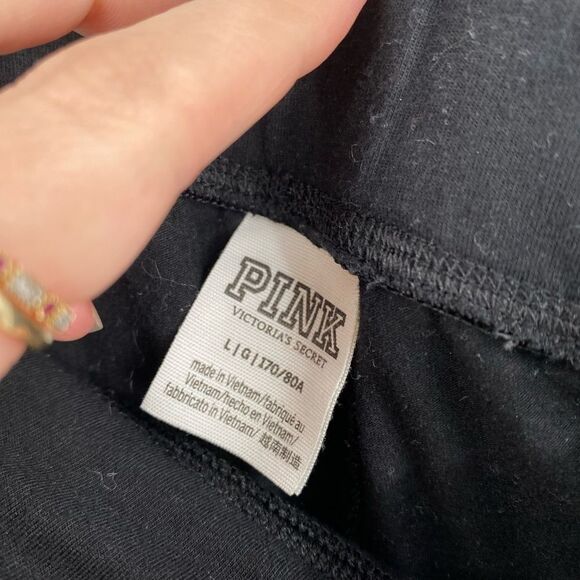 PINK
VICTORIA'S SECRET
L|G|170/80A
made in Vietnam/fabriqué au
Vietnam/hecho en Vietnam/
fabbricato in Vietnam/ 越南制造